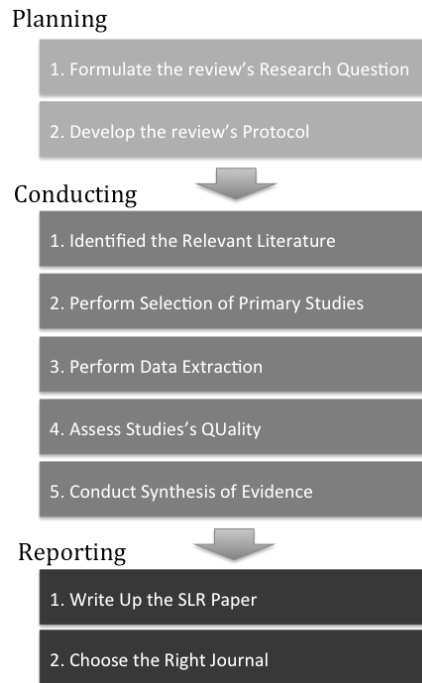 Planning
1. Formulate the review's Research Question
2. Develop the review's Protocol
Conducting
1. Identified the Relevant Literature
2. Perform Selection of Primary Studies
3. Perform Data Extraction
4. Assess Studies's QUality
5. Conduct Synthesis of Evidence
Reporting
1. Write Up the SLR Paper
2. Choose the Right Journal